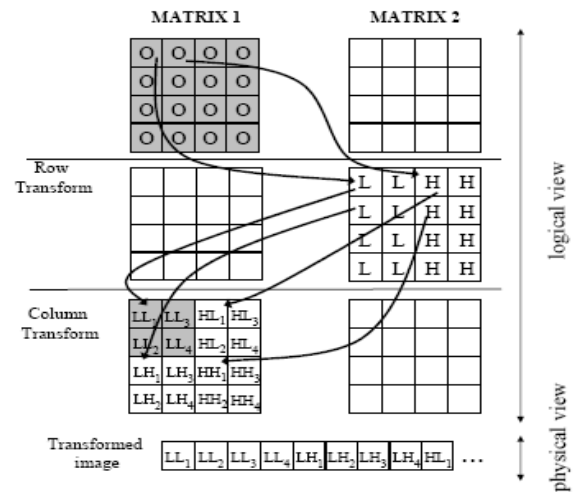 MATRIX 1 MATRIX 2
O O O O
O O O O
O O O O
O O O O
Row
Transform
L L H H
L L H H
L L H H
L L H H
logical view
Column
Transform
LL₁ LL₃ HL₁ HL₃
LL₂ LL₄ HL₂ HL₄
LH₁ LH₃ HH₁ HH₃
LH₂ LH₄ HH₂ HH₄
physical view
Transformed
image
LL₁ LL₂ LL₃ LL₄ LH₁ LH₂ LH₃ LH₄ HL₁ ...